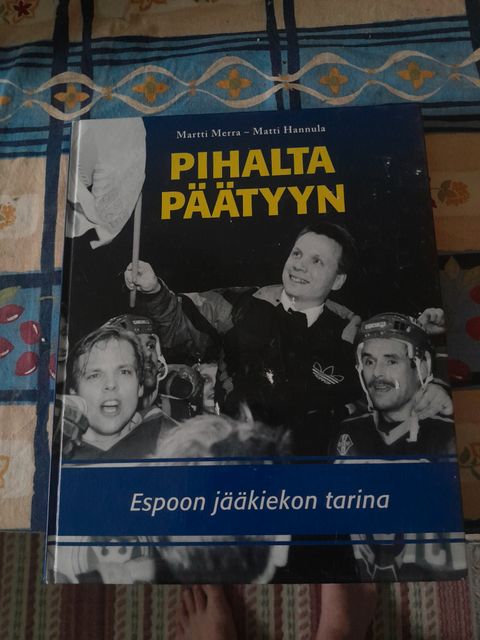 Martti Merra – Matti Hannula
PIHALTA
PÄÄTYYN
Espoon jääkiekon tarina